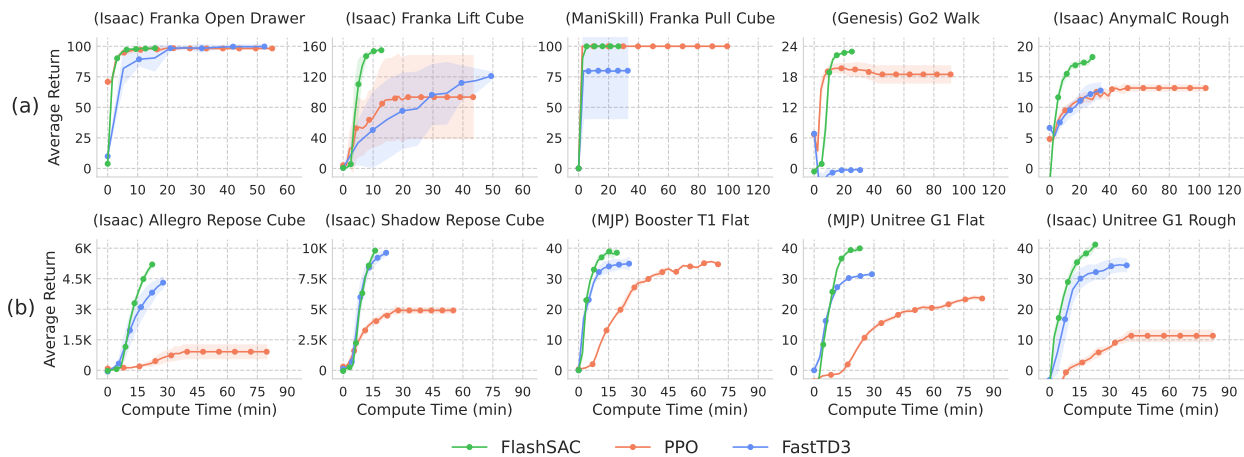 (Isaac) Franka Open Drawer
(Isaac) Franka Lift Cube
(ManiSkill) Franka Pull Cube
(Genesis) Go2 Walk
(Isaac) AnymalC Rough
(a)
Average Return
100
75
50
25
0
0 10 20 30 40 50 60
160
120
80
40
0
0 10 20 30 40 50 60
100
75
50
25
0
0 20 40 60 80 100 120
24
18
12
6
0
0 20 40 60 80 100 120
20
15
10
5
0
0 20 40 60 80 100 120
(Isaac) Allegro Repose Cube
(Isaac) Shadow Repose Cube
(MJP) Booster T1 Flat
(MJP) Unitree G1 Flat
(Isaac) Unitree G1 Rough
(b)
Average Return
6K
4.5K
3K
1.5K
0
0 15 30 45 60 75 90
Compute Time (min)
10K
7.5K
5K
2.5K
0
0 15 30 45 60 75 90
Compute Time (min)
40
30
20
10
0
0 15 30 45 60 75 90
Compute Time (min)
40
30
20
10
0
0 15 30 45 60 75 90
Compute Time (min)
40
30
20
10
0
0 15 30 45 60 75 90
Compute Time (min)
FlashSAC PPO FastTD3